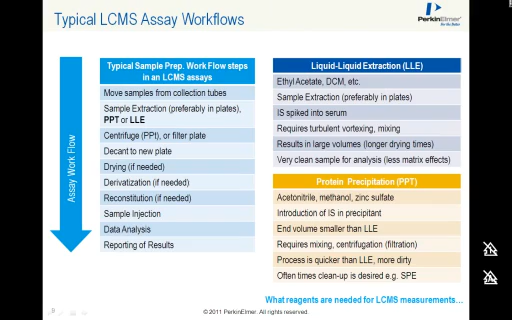 Typical LCMS Assay Workflows
PerkinElmer
For the Better
Assay Work Flow
Typical Sample Prep. Work Flow steps
in an LCMS assays
Move samples from collection tubes
Sample Extraction (preferably in plates),
PPT or LLE
Centrifuge (PPt), or filter plate
Decant to new plate
Drying (if needed)
Derivatization (if needed)
Reconstitution (if needed)
Sample Injection
Data Analysis
Reporting of Results
Liquid-Liquid Extraction (LLE)
Ethyl Acetate, DCM, etc.
Sample Extraction (preferably in plates)
IS spiked into serum
Requires turbulent vortexing, mixing
Results in large volumes (longer drying times)
Very clean sample for analysis (less matrix effects)
Protein Precipitation (PPT)
Acetonitrile, methanol, zinc sulfate
Introduction of IS in precipitant
End volume smaller than LLE
Requires mixing, centrifugation (filtration)
Process is quicker than LLE, more dirty
Often times clean-up is desired e.g. SPE
What reagents are needed for LCMS measurements…
© 2011 PerkinElmer. All rights reserved.